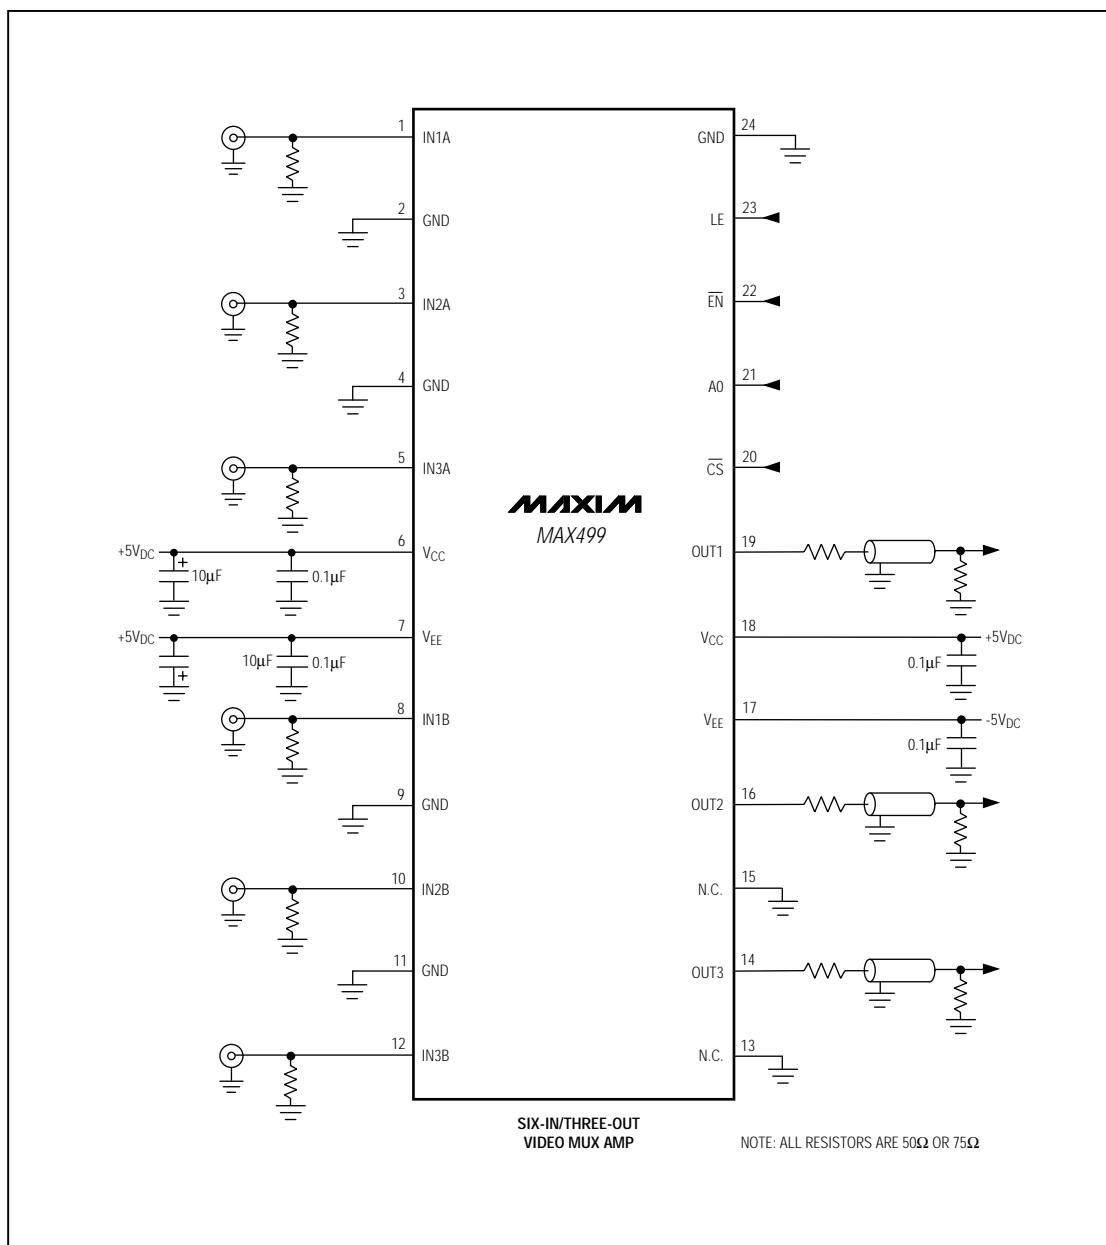 1 IN1A
2 GND
3 IN2A
4 GND
5 IN3A
+5VDC 6 VCC
10µF 0.1µF
+5VDC 7 VEE
10µF 0.1µF
8 IN1B
9 GND
10 IN2B
11 GND
12 IN3B
MAXIM
MAX499
GND 24
LE 23
EN 22
A0 21
CS 20
OUT1 19
VCC 18 +5VDC
0.1µF
VEE 17 -5VDC
0.1µF
OUT2 16
N.C. 15
OUT3 14
N.C. 13
SIX-IN/THREE-OUT
VIDEO MUX AMP
NOTE: ALL RESISTORS ARE 50Ω OR 75Ω